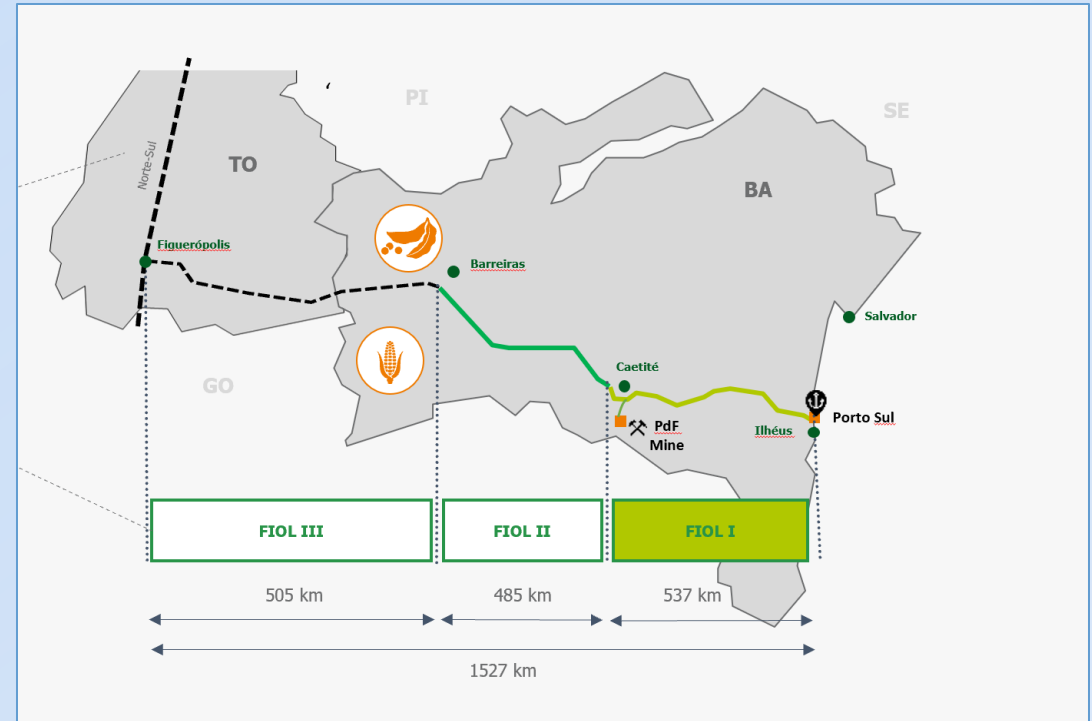 ‘
PI
SE
Norte-Sul
TO
BA
Figuerópolis
Barreiras
Salvador
Caetité
GO
PdF
Mine
Ilhéus
Porto Sul
FIOL III
FIOL II
FIOL I
505 km
485 km
537 km
1527 km